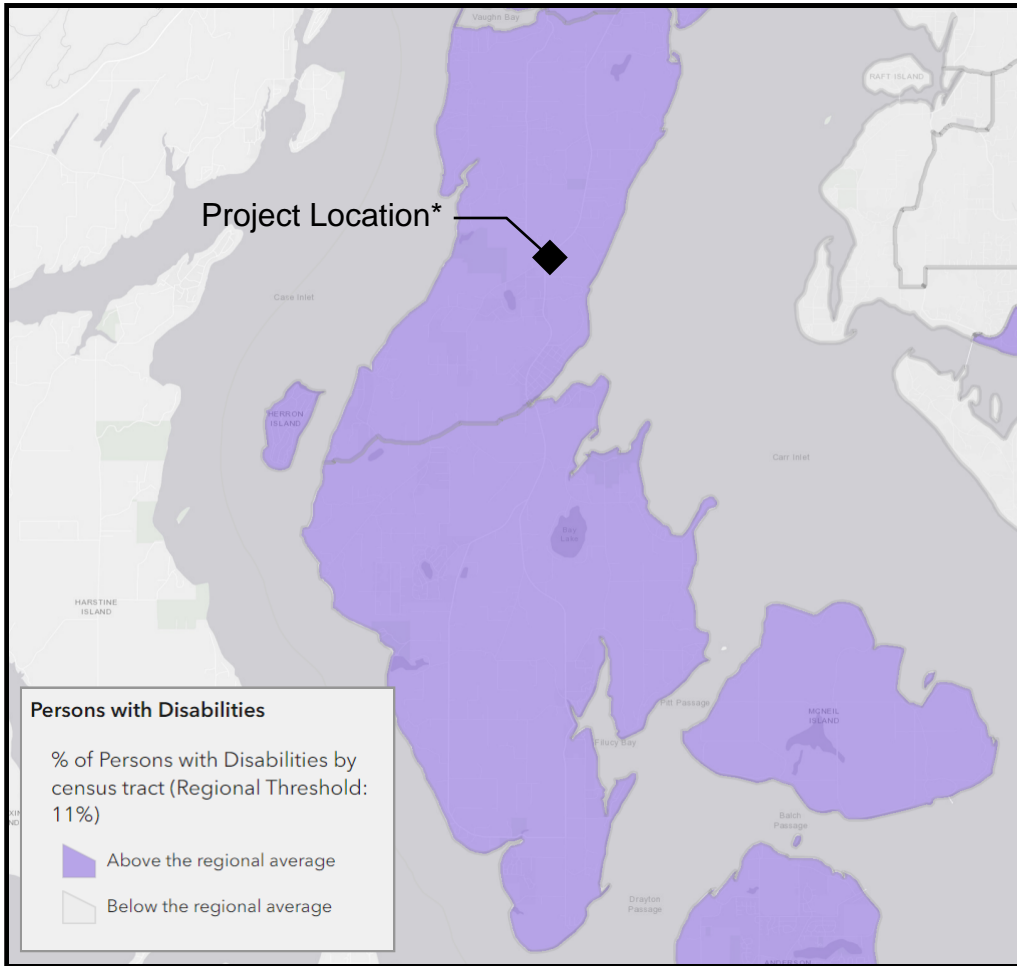 Vaughn Bay
RAFT ISLAND
Project Location*
Case Inlet
HERRON
ISLAND
Carr Inlet
Bay
Lake
HARSTINE
ISLAND
Pitt Passage
MCNEIL
ISLAND
Filucy Bay
Balch
Passage
Drayton
Passage
ANDERSON
Persons with Disabilities
% of Persons with Disabilities by
census tract (Regional Threshold:
11%)
Above the regional average
Below the regional average